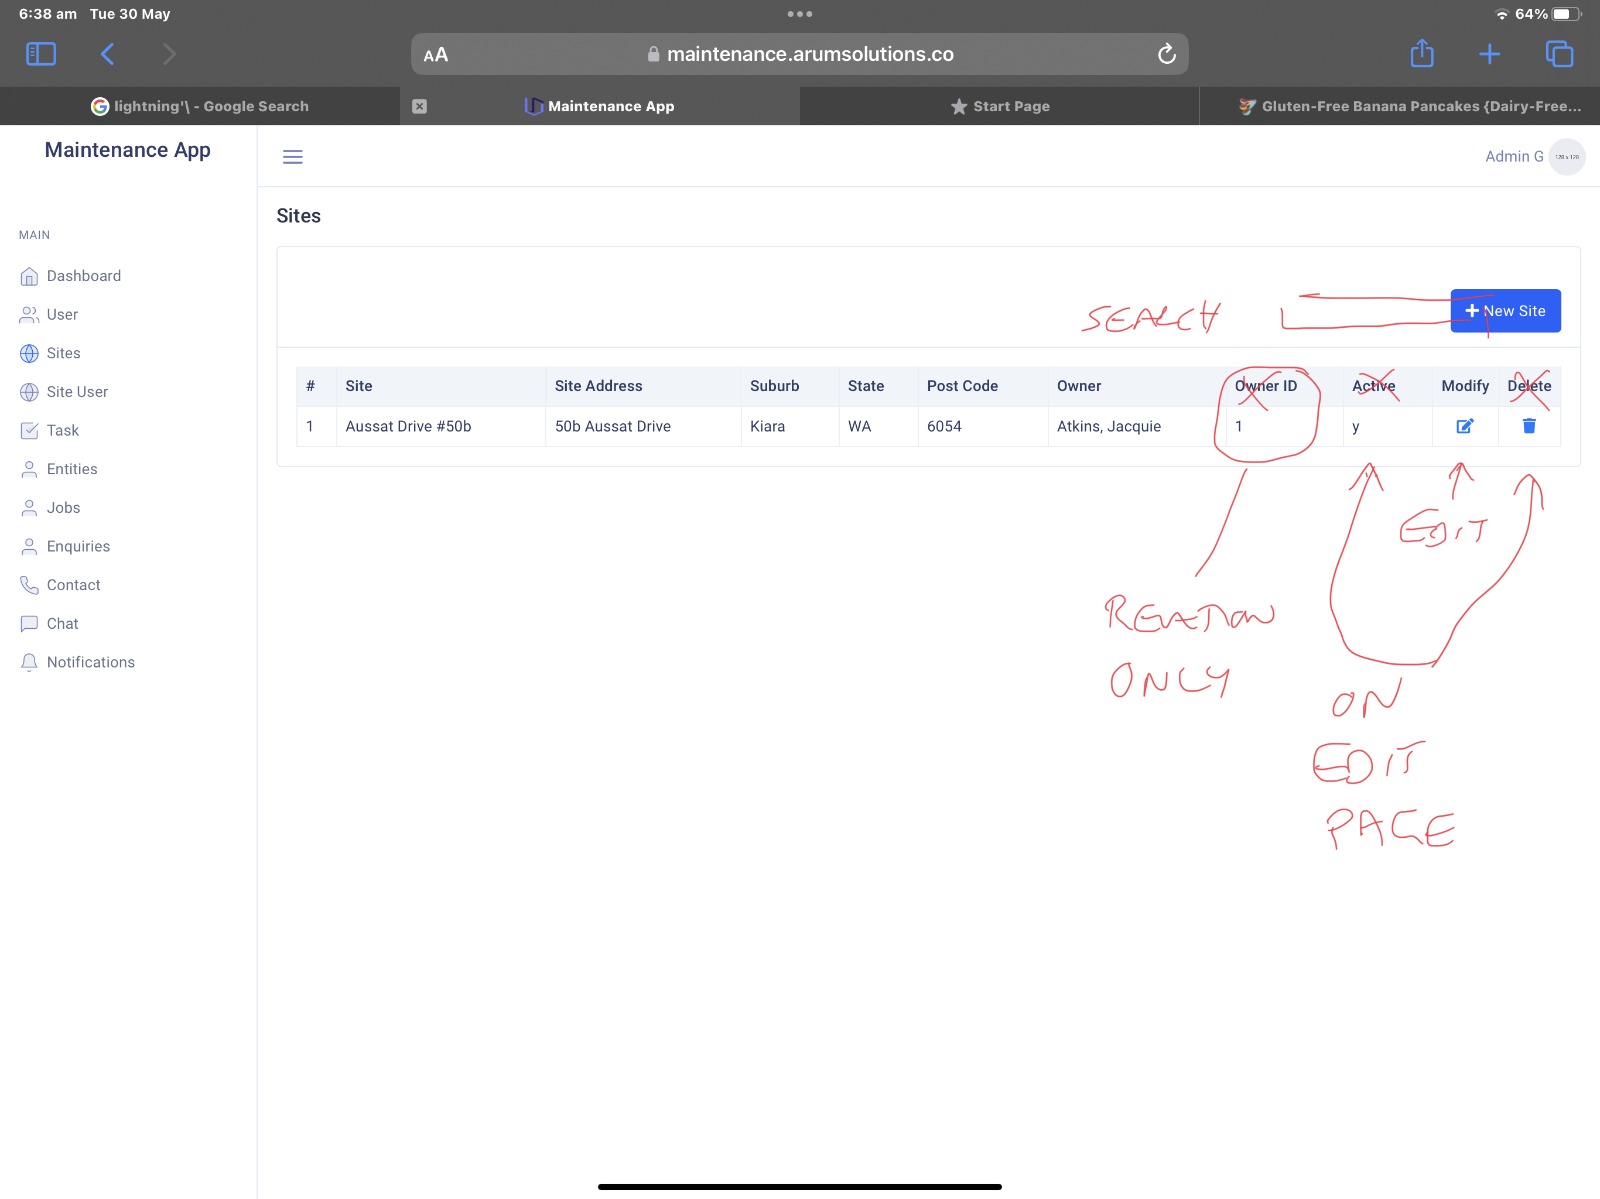 6:38 am Tue 30 May
64%
AA maintenance.arumsolutions.co
lightning'\ - Google Search
Maintenance App
Start Page
Gluten-Free Banana Pancakes {Dairy-Free...
Maintenance App
Admin G 128 x 128
Sites
MAIN
Dashboard
User
Sites
Site User
Task
Entities
Jobs
Enquiries
Contact
Chat
Notifications
SEARCH
New Site
# Site Site Address Suburb State Post Code Owner Owner ID Active Modify Delete
1 Aussat Drive #50b 50b Aussat Drive Kiara WA 6054 Atkins, Jacquie 1 y
EDIT
RELATION
ONLY
ON
EDIT
PAGE